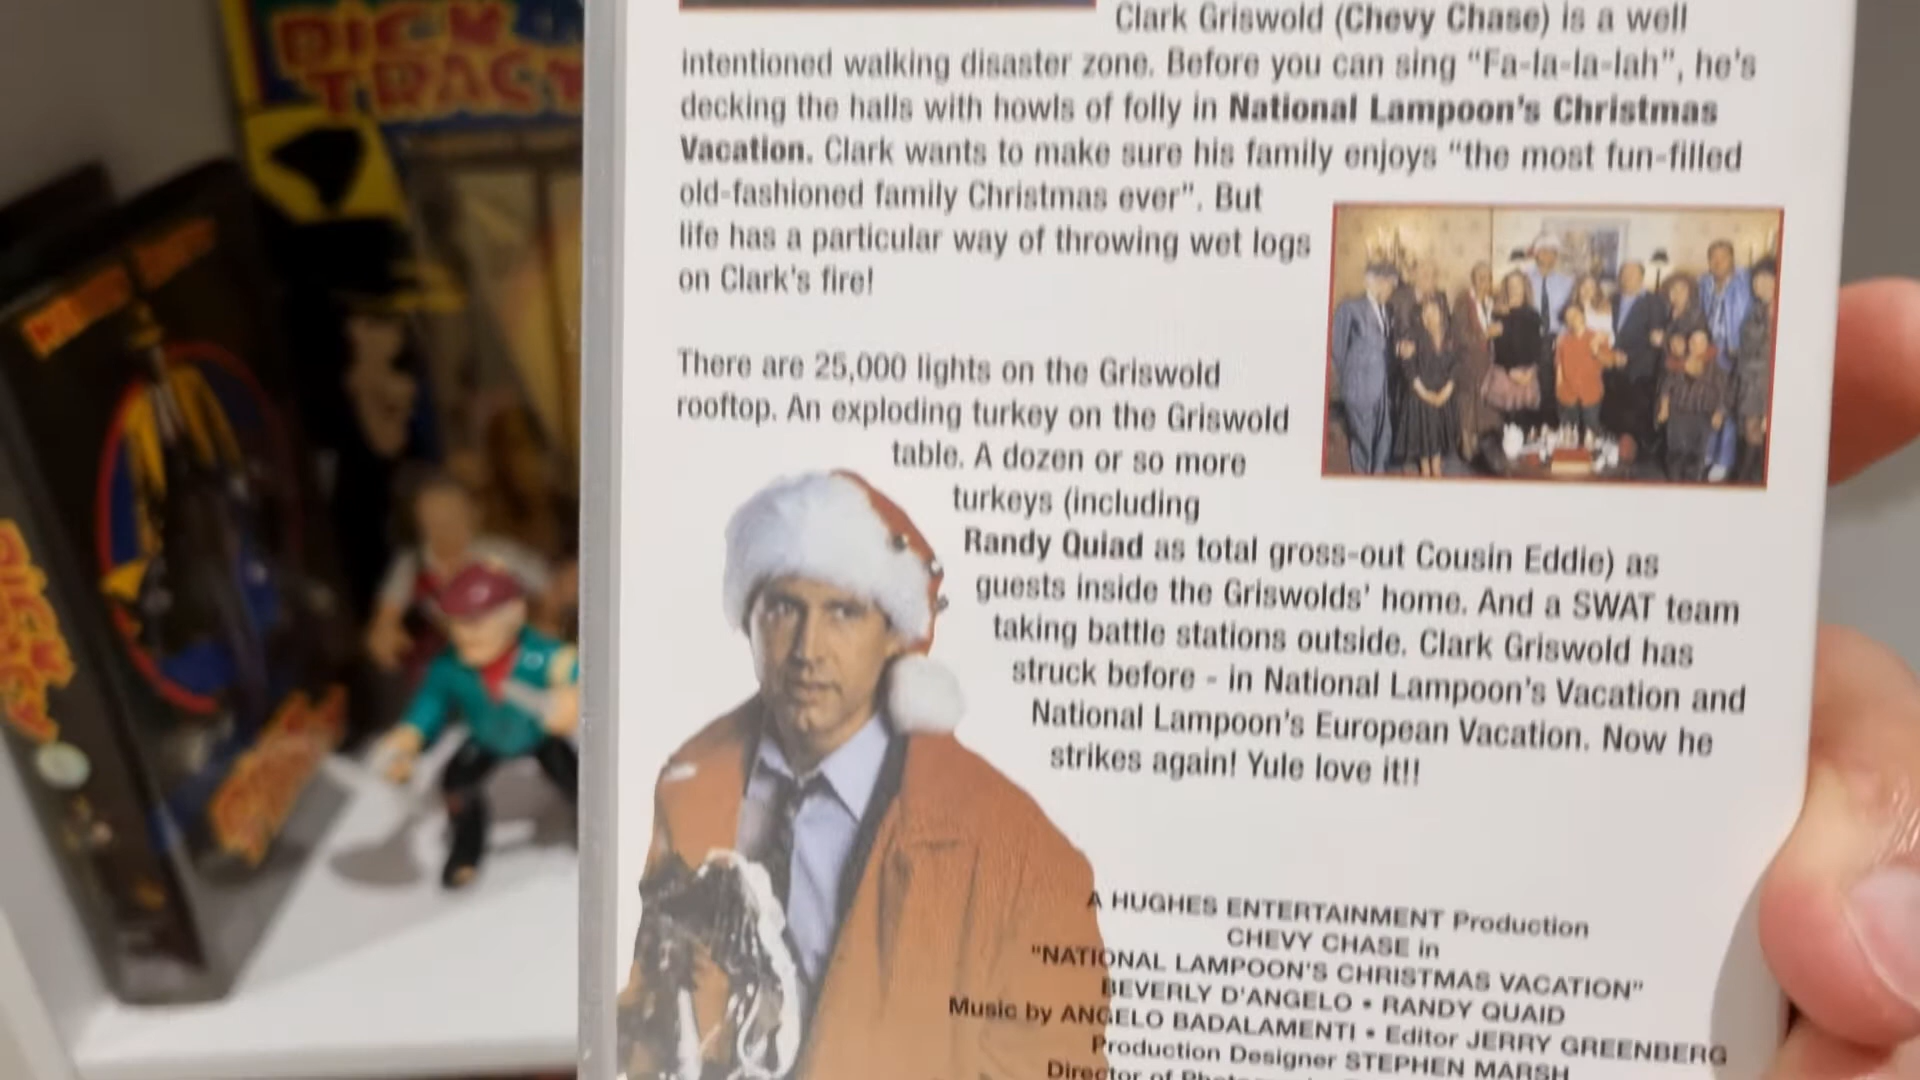 DICK
TRACY
DICK
TRACY
Clark Griswold (Chevy Chase) is a well
intentioned walking disaster zone. Before you can sing “Fa-la-la-lah”, he’s
decking the halls with howls of folly in National Lampoon’s Christmas
Vacation. Clark wants to make sure his family enjoys “the most fun-filled
old-fashioned family Christmas ever”. But
life has a particular way of throwing wet logs
on Clark’s fire!
There are 25,000 lights on the Griswold
rooftop. An exploding turkey on the Griswold
table. A dozen or so more
turkeys (including
Randy Quiad as total gross-out Cousin Eddie) as
guests inside the Griswolds’ home. And a SWAT team
taking battle stations outside. Clark Griswold has
struck before - in National Lampoon’s Vacation and
National Lampoon’s European Vacation. Now he
strikes again! Yule love it!!
A HUGHES ENTERTAINMENT Production
CHEVY CHASE in
"NATIONAL LAMPOON'S CHRISTMAS VACATION"
BEVERLY D'ANGELO • RANDY QUAID
Music by ANGELO BADALAMENTI • Editor JERRY GREENBERG
Production Designer STEPHEN MARSH
Director of